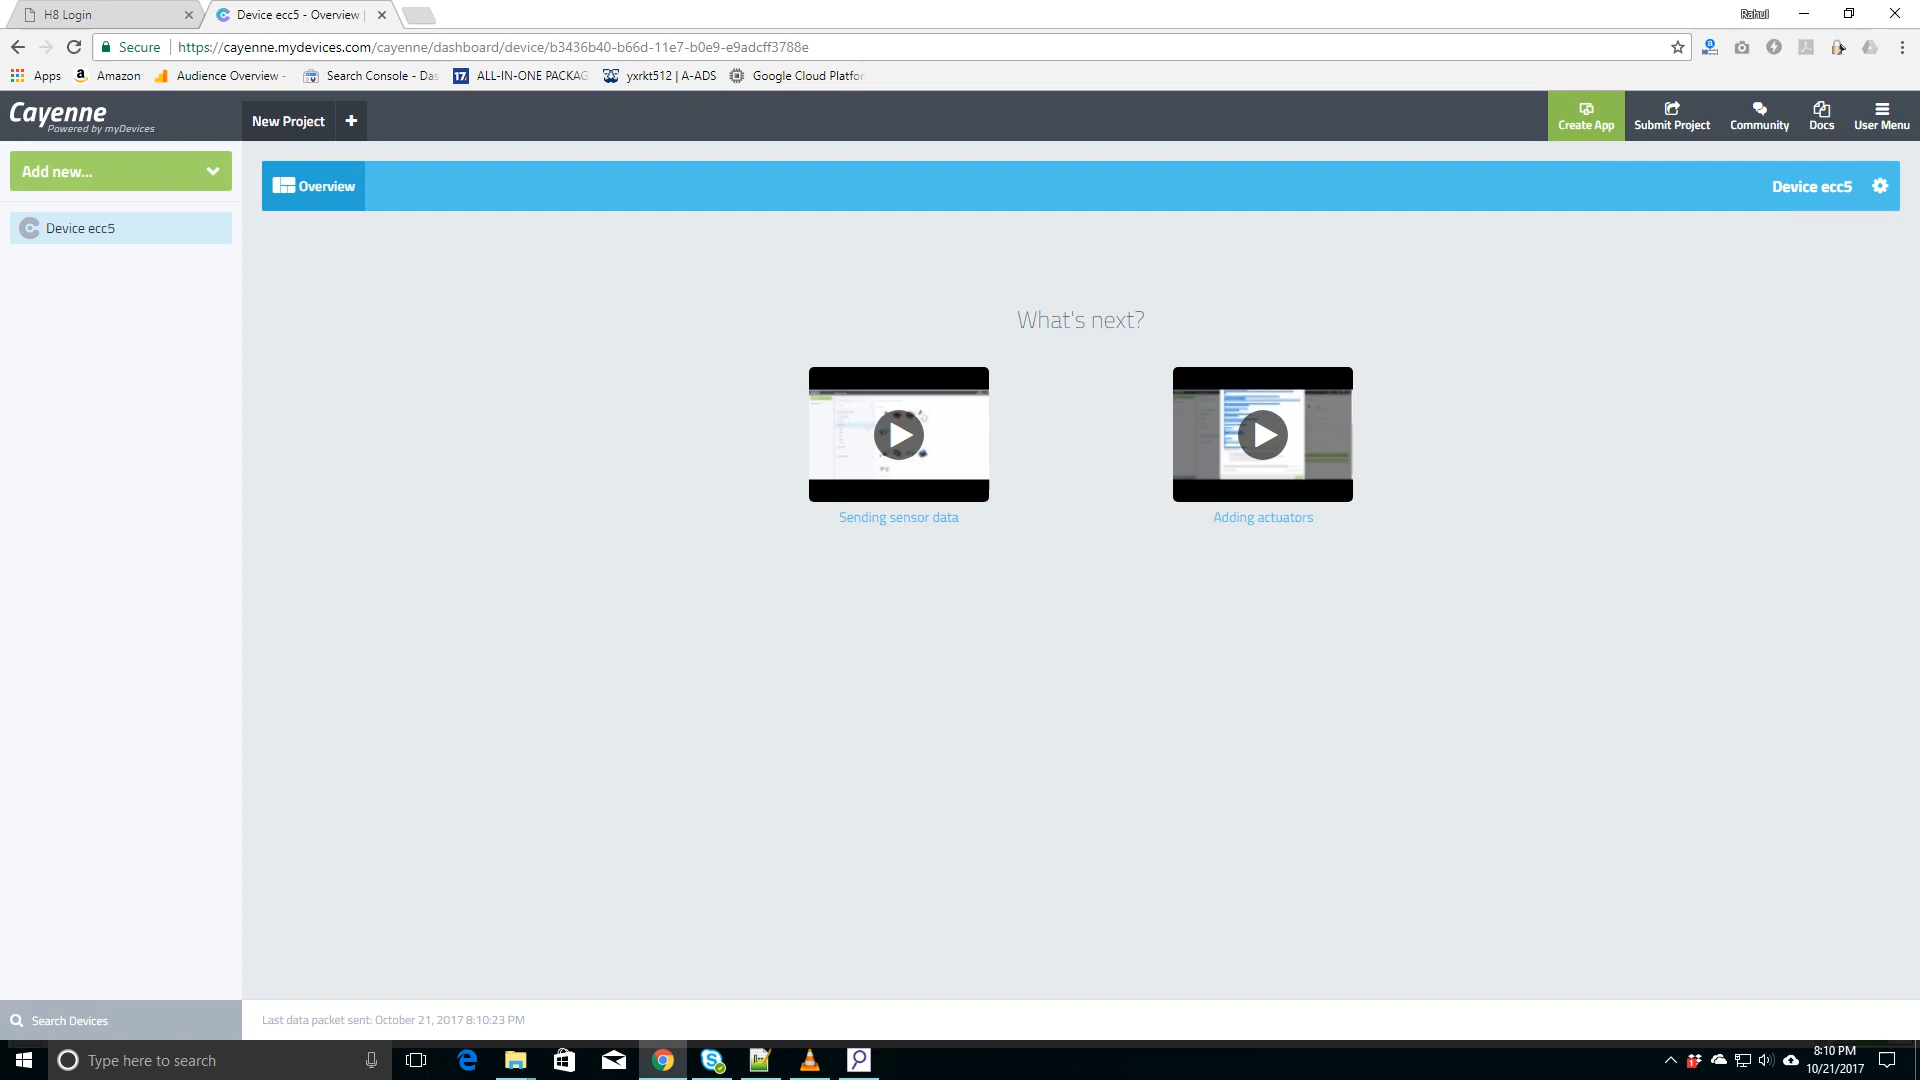 H8 Login
Device ecc5 - Overview |
Rahul
Secure
https://cayenne.mydevices.com/cayenne/dashboard/device/b3436b40-b66d-11e7-b0e9-e9adcff3788e
Apps
Amazon
Audience Overview -
Search Console - Das
17.
ALL-IN-ONE PACKAG
yxrkt512 | A-ADS
Google Cloud Platfor
Cayenne
Powered by myDevices
New Project
Create App
Submit Project
Community
Docs
User Menu
Add new...
Overview
Device ecc5
Device ecc5
What's next?
Sending sensor data
Adding actuators
Search Devices
Last data packet sent: October 21, 2017 8:10:23 PM
Type here to search
8:10 PM
10/21/2017